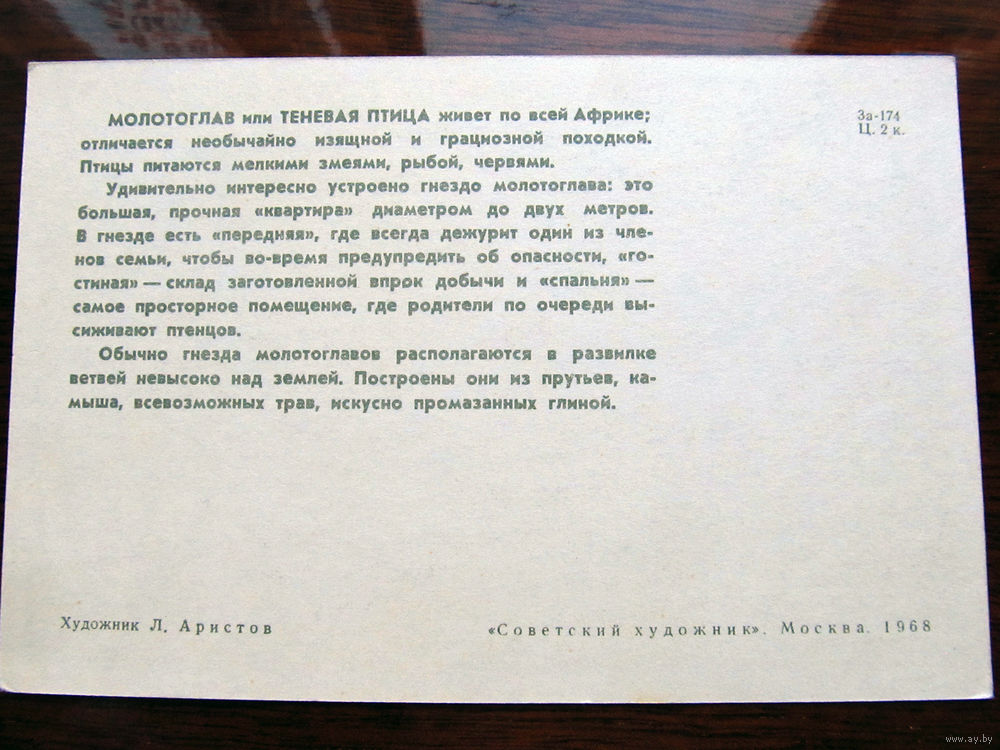 МОЛОТОГЛАВ или ТЕНЕВАЯ ПТИЦА живет по всей Африке;
отличается необычайно изящной и грациозной походкой.
Птицы питаются мелкими змеями, рыбой, червями.
Удивительно интересно устроено гнездо молотоглава: это
большая, прочная «квартира» диаметром до двух метров.
В гнезде есть «передняя», где всегда дежурит один из чле-
нов семьи, чтобы во-время предупредить об опасности, «го-
стиная» — склад заготовленной впрок добычи и «спальня» —
самое просторное помещение, где родители по очереди вы-
сиживают птенцов.
Обычно гнезда молотоглавов располагаются в развилке
ветвей невысоко над землей. Построены они из прутьев, ка-
мыша, всевозможных трав, искусно промазанных глиной.
За-174
Ц. 2 к.
Художник Л. Аристов
«Советский художник». Москва. 1968
www.ay.by